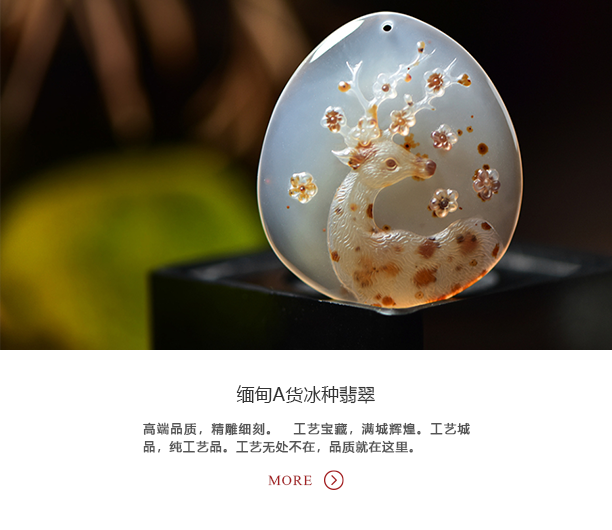 缅甸A货冰种翡翠
高端品质，精雕细刻。　工艺宝藏，满城辉煌。工艺城
品，纯工艺品。工艺无处不在，品质就在这里。
MORE